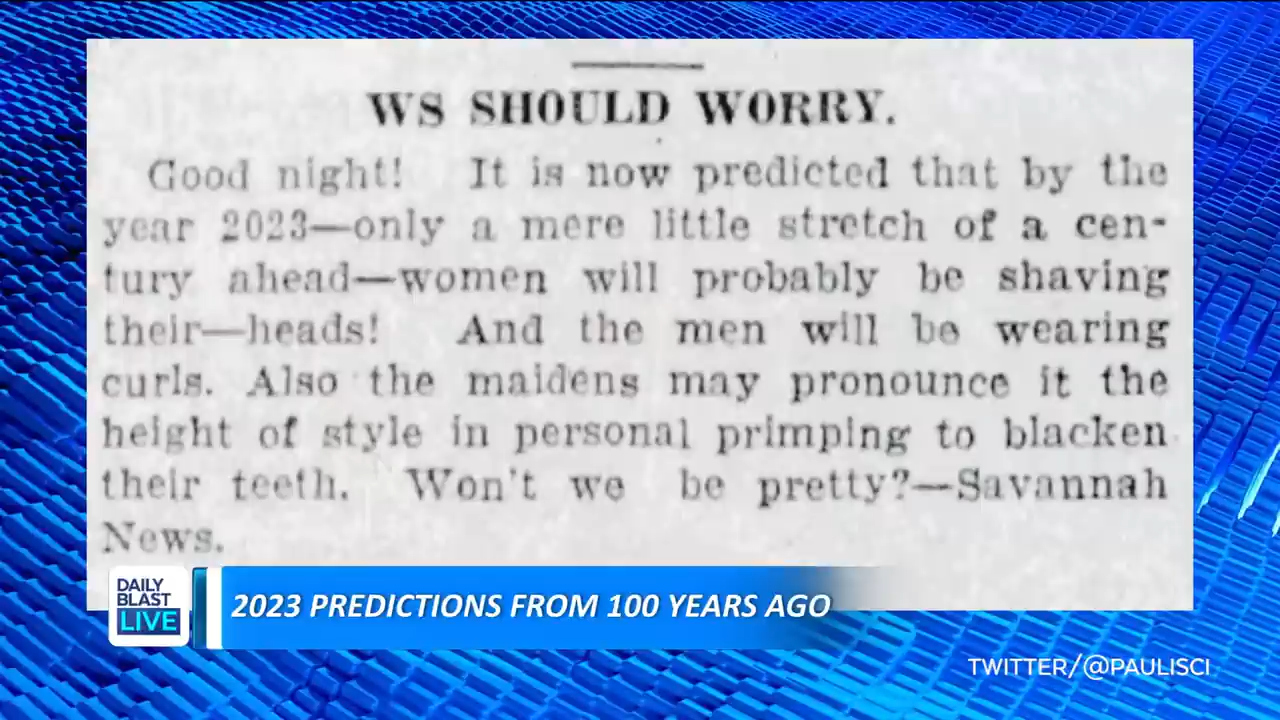 WS SHOULD WORRY.
Good night! It is now predicted that by the
year 2023—only a mere little stretch of a cen-
tury ahead—women will probably be shaving
their—heads! And the men will be wearing
curls. Also the maidens may pronounce it the
height of style in personal primping to blacken
their teeth. Won't we be pretty?—Savannah
News.
DAILY
BLAST
LIVE
2023 PREDICTIONS FROM 100 YEARS AGO
TWITTER/@PAULISCI